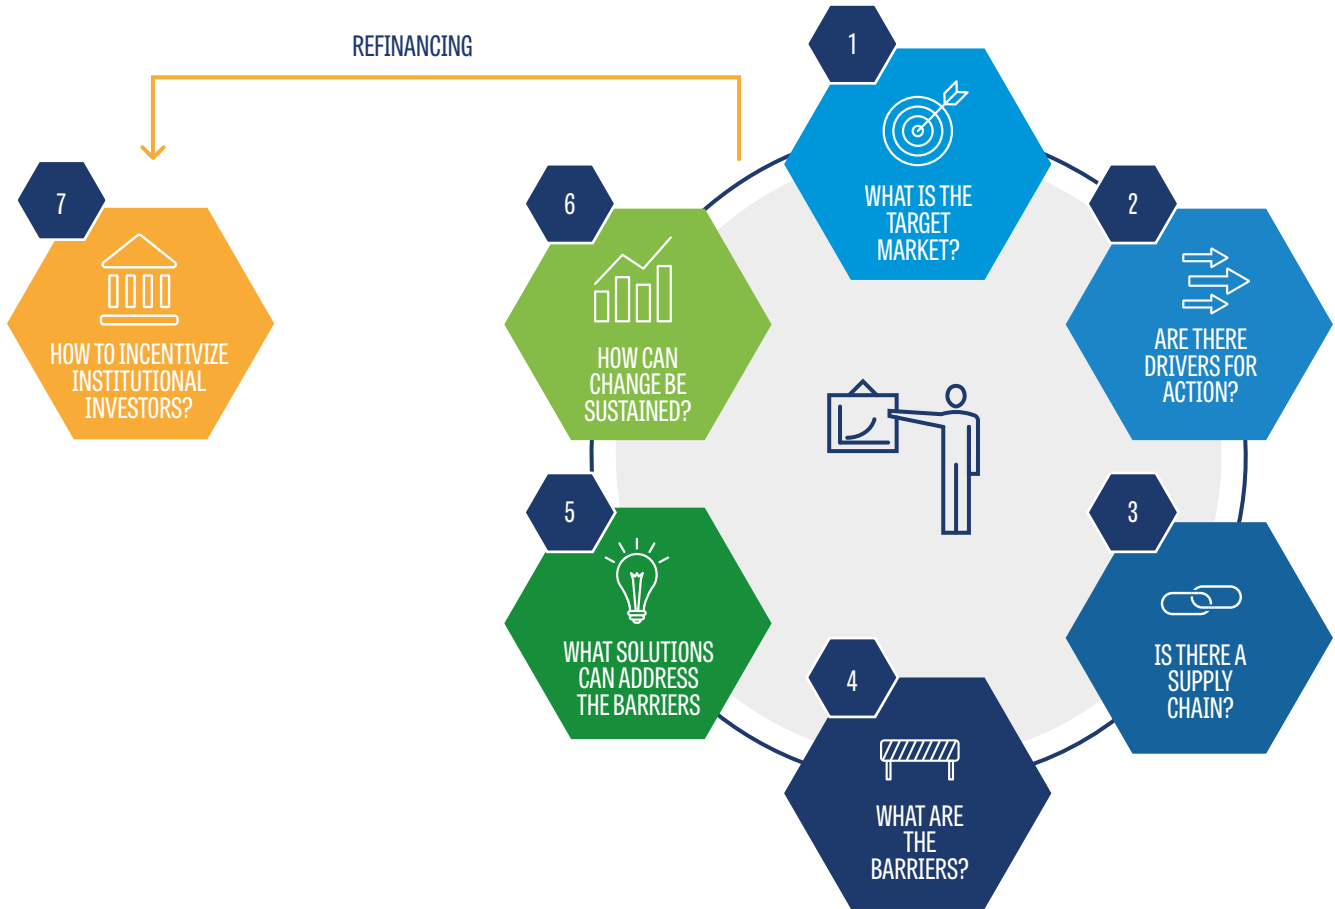 REFINANCING
1
WHAT IS THE
TARGET
MARKET?
2
ARE THERE
DRIVERS FOR
ACTION?
3
IS THERE A
SUPPLY
CHAIN?
4
WHAT ARE
THE
BARRIERS?
5
WHAT SOLUTIONS
CAN ADDRESS
THE BARRIERS
6
HOW CAN
CHANGE BE
SUSTAINED?
7
HOW TO INCENTIVIZE
INSTITUTIONAL
INVESTORS?